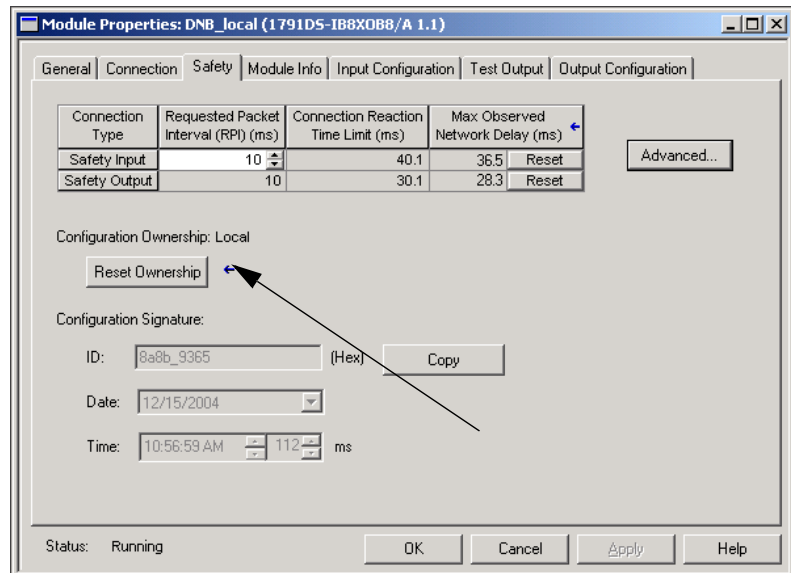 Module Properties: DNB_local (1791DS-IB8XOB8/A 1.1)
General Connection Safety Module Info Input Configuration Test Output Output Configuration
Connection Type Requested Packet Interval (RPI) (ms) Connection Reaction Time Limit (ms) Max Observed Network Delay (ms)
Safety Input 10 40.1 36.5 Reset
Safety Output 10 30.1 28.3 Reset
Advanced...
Configuration Ownership: Local
Reset Ownership
Configuration Signature:
ID: 8a8b_9365 (Hex) Copy
Date: 12/15/2004
Time: 10:56:59 AM 112 ms
Status: Running OK Cancel Apply Help